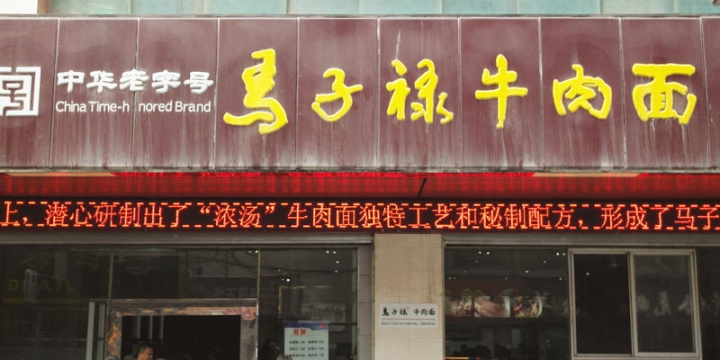 中华老字号
China Time-h nored Brand
马子禄牛肉面
上，潜心研制出了“浓汤”牛肉面独特工艺和秘制配方，形成了马子
马子禄 牛肉面